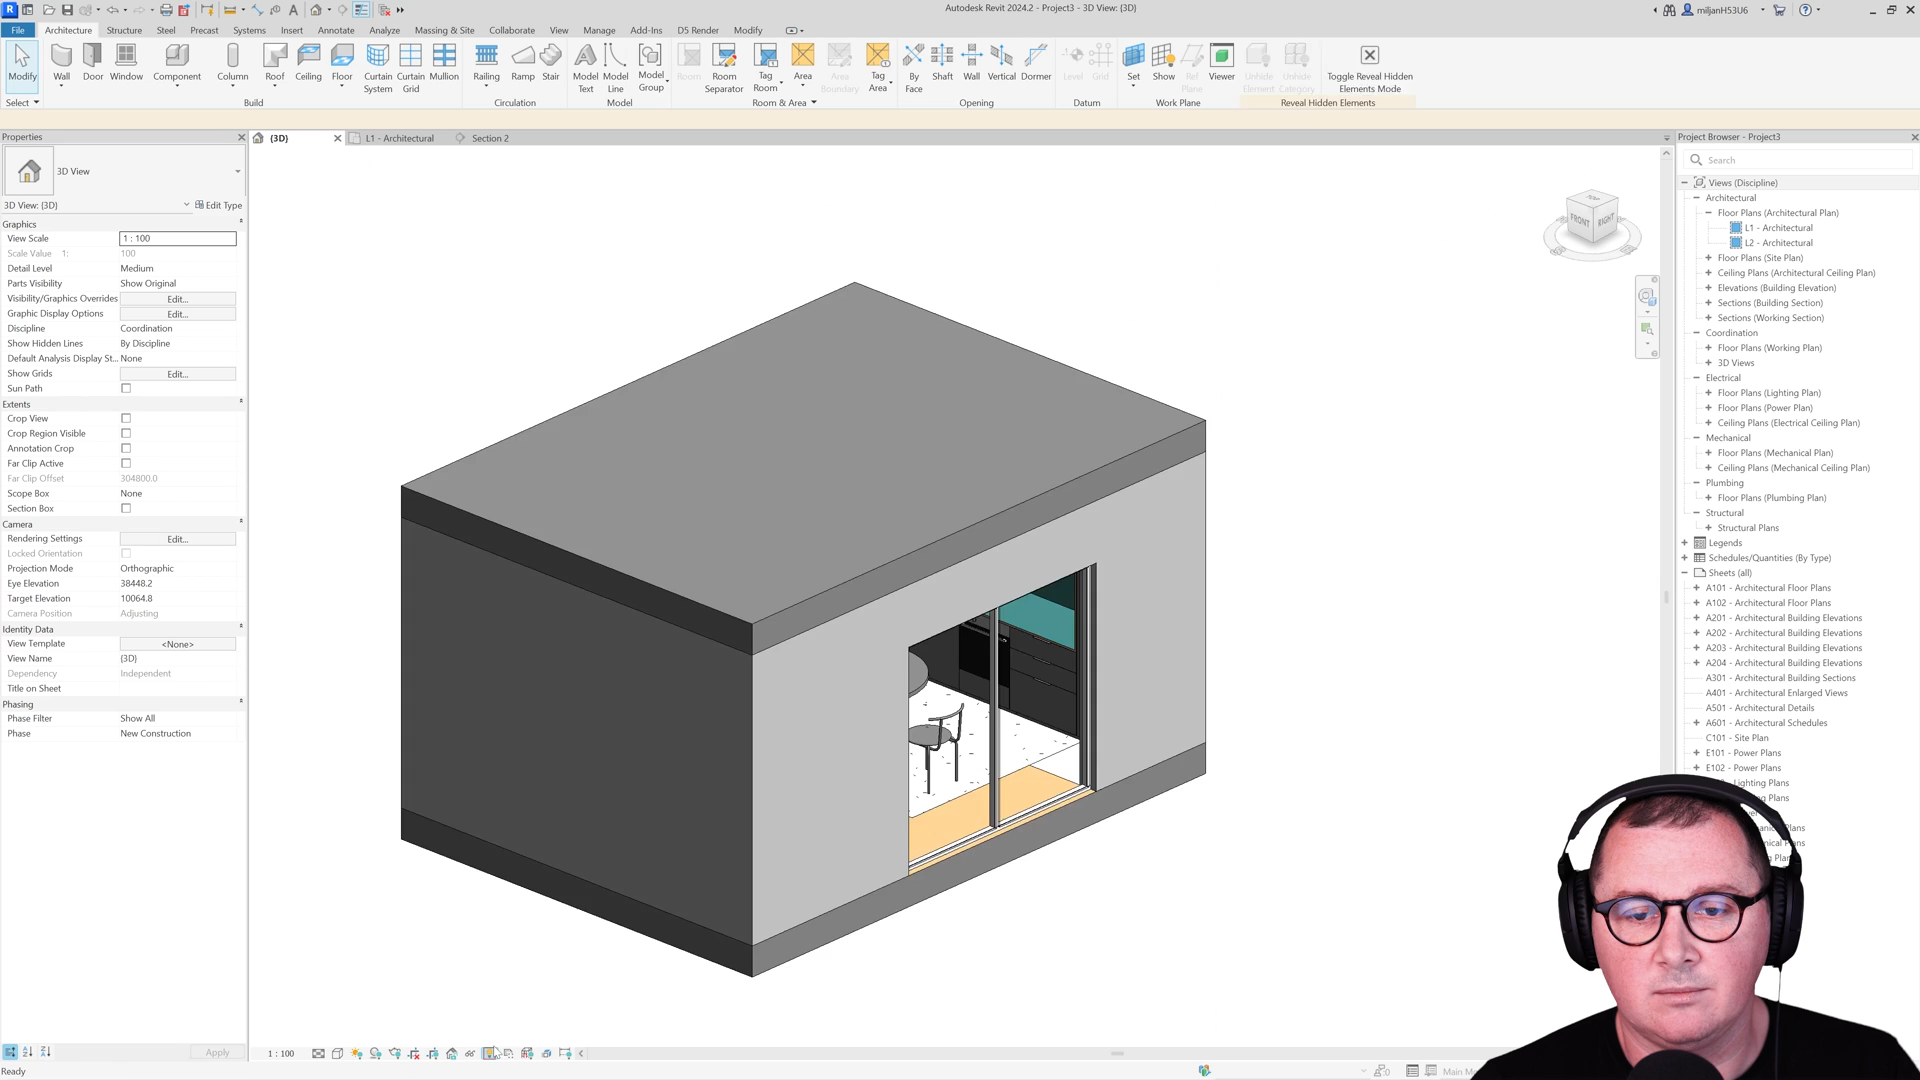 Autodesk Revit 2024.2 - Project3 - 3D View: {3D}
miljanH53U6
File
Architecture
Structure
Steel
Precast
Systems
Insert
Annotate
Analyze
Massing & Site
Collaborate
View
Manage
Add-Ins
D5 Render
Modify
Modify
Wall
Door
Window
Component
Column
Roof
Ceiling
Floor
Curtain System
Curtain Grid
Mullion
Railing
Ramp
Stair
Model Text
Model Line
Model Group
Room
Room Separator
Tag Room
Area
Area Boundary
Tag Area
By Face
Shaft
Wall
Vertical
Dormer
Level
Grid
Set
Show
Ref Plane
Viewer
Unhide Element
Unhide Category
Toggle Reveal Hidden Elements Mode
Select
Build
Circulation
Model
Room & Area
Opening
Datum
Work Plane
Reveal Hidden Elements
Properties
{3D}
L1 - Architectural
Section 2
3D View
3D View: {3D}
Edit Type
Graphics
View Scale 1 : 100
Scale Value 1: 100
Detail Level Medium
Parts Visibility Show Original
Visibility/Graphics Overrides Edit...
Graphic Display Options Edit...
Discipline Coordination
Show Hidden Lines By Discipline
Default Analysis Display St... None
Show Grids Edit...
Sun Path
Extents
Crop View
Crop Region Visible
Annotation Crop
Far Clip Active
Far Clip Offset 304800.0
Scope Box None
Section Box
Camera
Rendering Settings Edit...
Locked Orientation
Projection Mode Orthographic
Eye Elevation 38448.2
Target Elevation 10064.8
Camera Position Adjusting
Identity Data
View Template <None>
View Name {3D}
Dependency Independent
Title on Sheet
Phasing
Phase Filter Show All
Phase New Construction
Apply
Ready
TOP
FRONT
RIGHT
1 : 100
:0
Main M
Project Browser - Project3
Search
Views (Discipline)
Architectural
Floor Plans (Architectural Plan)
L1 - Architectural
L2 - Architectural
Floor Plans (Site Plan)
Ceiling Plans (Architectural Ceiling Plan)
Elevations (Building Elevation)
Sections (Building Section)
Sections (Working Section)
Coordination
Floor Plans (Working Plan)
3D Views
Electrical
Floor Plans (Lighting Plan)
Floor Plans (Power Plan)
Ceiling Plans (Electrical Ceiling Plan)
Mechanical
Floor Plans (Mechanical Plan)
Ceiling Plans (Mechanical Ceiling Plan)
Plumbing
Floor Plans (Plumbing Plan)
Structural
Structural Plans
Legends
Schedules/Quantities (By Type)
Sheets (all)
A101 - Architectural Floor Plans
A102 - Architectural Floor Plans
A201 - Architectural Building Elevations
A202 - Architectural Building Elevations
A203 - Architectural Building Elevations
A204 - Architectural Building Elevations
A301 - Architectural Building Sections
A401 - Architectural Enlarged Views
A501 - Architectural Details
A601 - Architectural Schedules
C101 - Site Plan
E101 - Power Plans
E102 - Power Plans
Lighting Plans
Plans
Plans
Plans